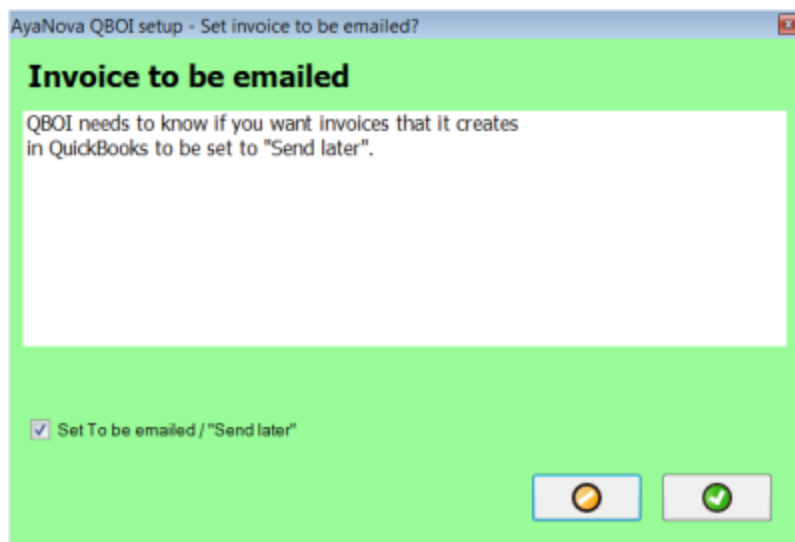 AyaNova QBOI setup - Set invoice to be emailed?
Invoice to be emailed
QBOI needs to know if you want invoices that it creates
in QuickBooks to be set to "Send later".
Set To be emailed / "Send later"